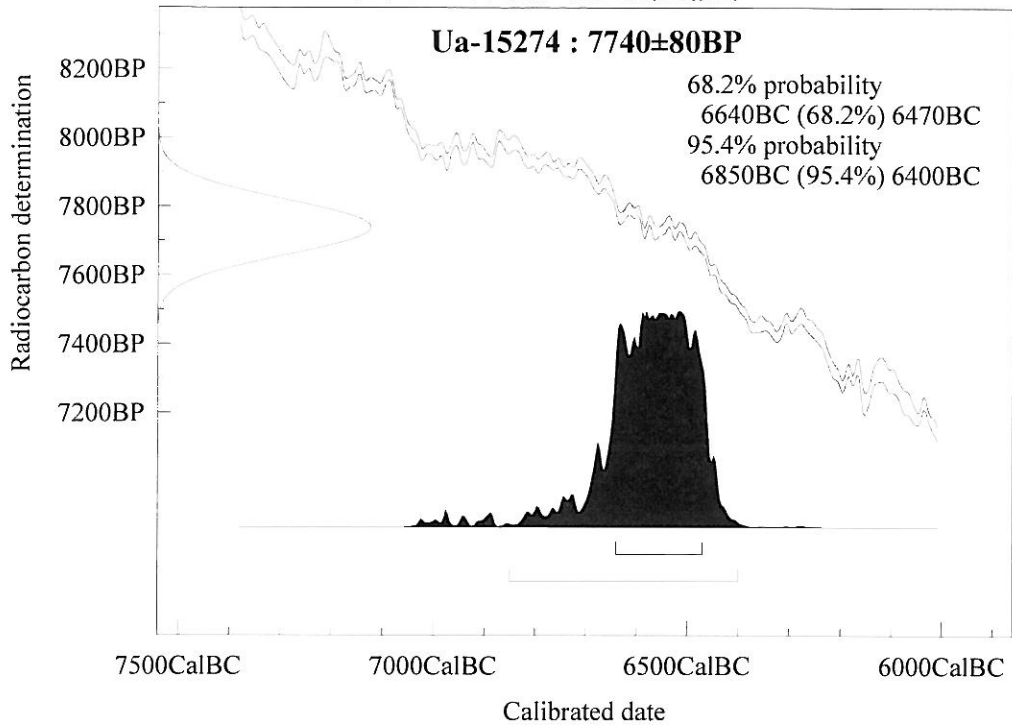 Ua-15274 : 7740±80BP
68.2% probability
6640BC (68.2%) 6470BC
95.4% probability
6850BC (95.4%) 6400BC
Radiocarbon determination
8200BP
8000BP
7800BP
7600BP
7400BP
7200BP
7500CalBC
7000CalBC
6500CalBC
6000CalBC
Calibrated date